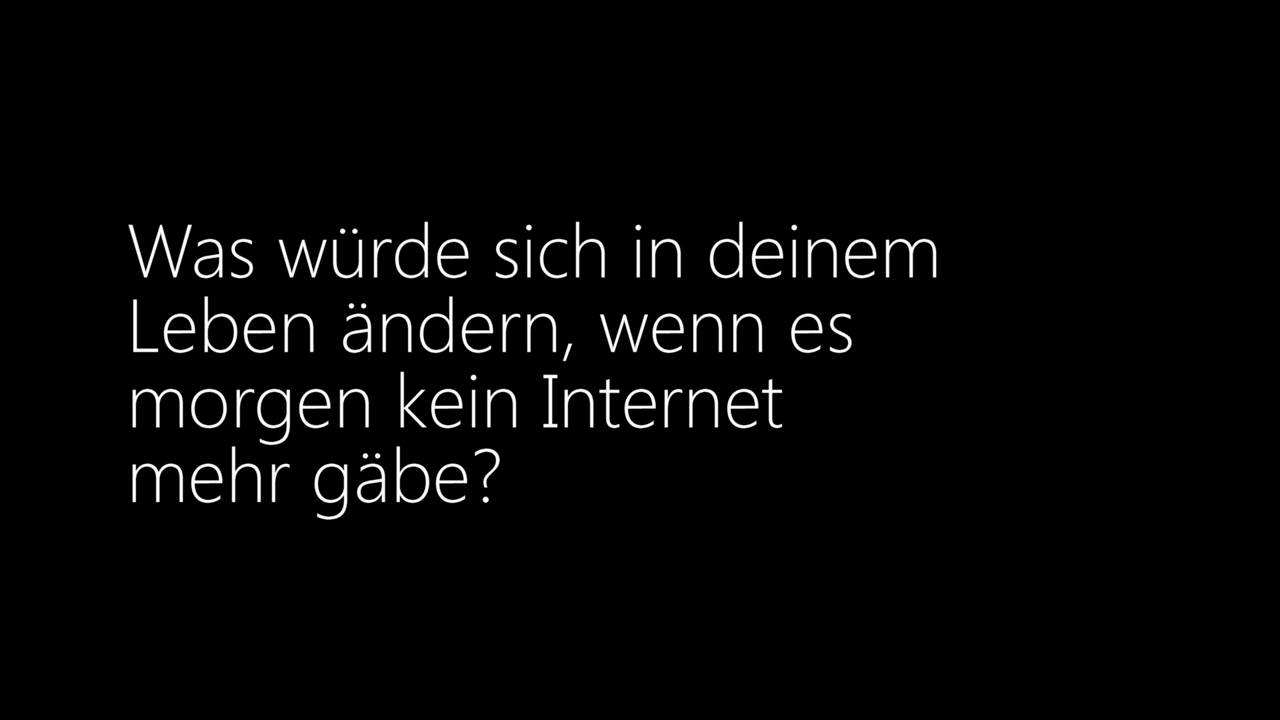 Was würde sich in deinem
Leben ändern, wenn es
morgen kein Internet
mehr gäbe?